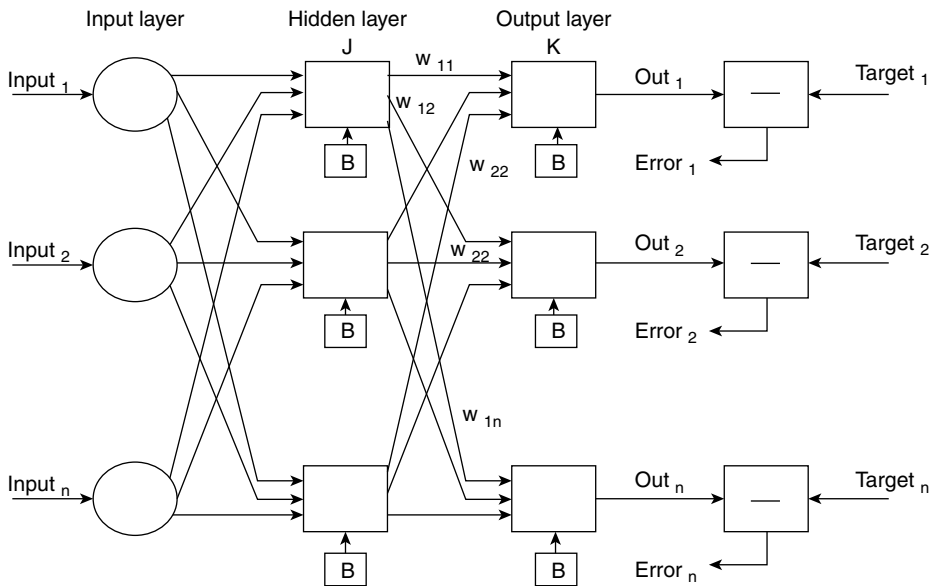 Input layer Hidden layer Output layer
J K
Input 1 w 11 Out 1 Target 1
w 12
B B Error 1
w 22
Input 2 w 22 Out 2 Target 2
B B Error 2
w 1n
Input n Out n Target n
B B Error n